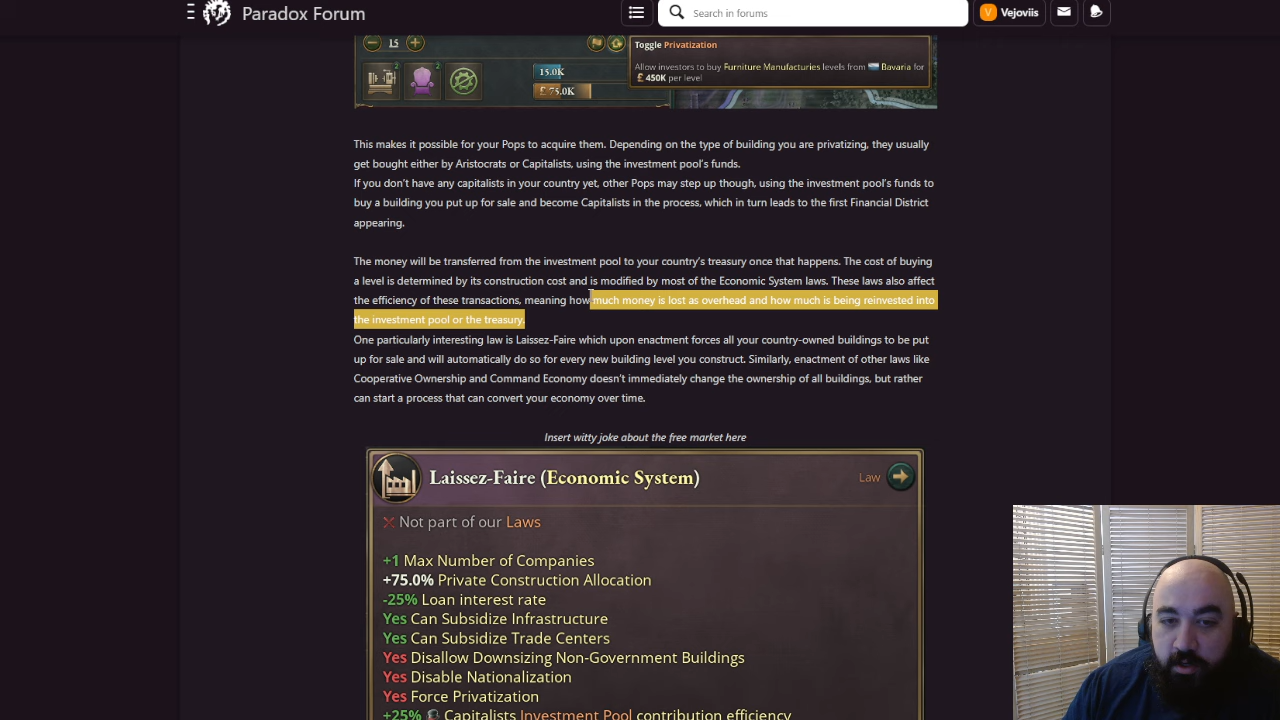 Paradox Forum
Search in forums
V Vejoviis
15
Toggle Privatization
Allow investors to buy Furniture Manufacturies levels from Bavaria for
£ 450K per level
2
2
15.0K
£ 75.0K
This makes it possible for your Pops to acquire them. Depending on the type of building you are privatizing, they usually
get bought either by Aristocrats or Capitalists, using the investment pool's funds.
If you don't have any capitalists in your country yet, other Pops may step up though, using the investment pool's funds to
buy a building you put up for sale and become Capitalists in the process, which in turn leads to the first Financial District
appearing.
The money will be transferred from the investment pool to your country's treasury once that happens. The cost of buying
a level is determined by its construction cost and is modified by most of the Economic System laws. These laws also affect
the efficiency of these transactions, meaning how much money is lost as overhead and how much is being reinvested into
the investment pool or the treasury.
One particularly interesting law is Laissez-Faire which upon enactment forces all your country-owned buildings to be put
up for sale and will automatically do so for every new building level you construct. Similarly, enactment of other laws like
Cooperative Ownership and Command Economy doesn't immediately change the ownership of all buildings, but rather
can start a process that can convert your economy over time.
Insert witty joke about the free market here
Laissez-Faire (Economic System)
Law
Not part of our Laws
+1 Max Number of Companies
+75.0% Private Construction Allocation
-25% Loan interest rate
Yes Can Subsidize Infrastructure
Yes Can Subsidize Trade Centers
Yes Disallow Downsizing Non-Government Buildings
Yes Disable Nationalization
Yes Force Privatization
+25% Capitalists Investment Pool contribution efficiency